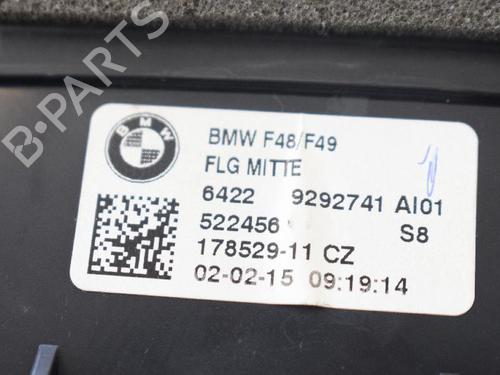 BMW
BMW F48/F49
FLG MITTE
6422 9292741 AI01
522456 S8
178529-11 CZ
02-02-15 09:19:14
B-PARTS